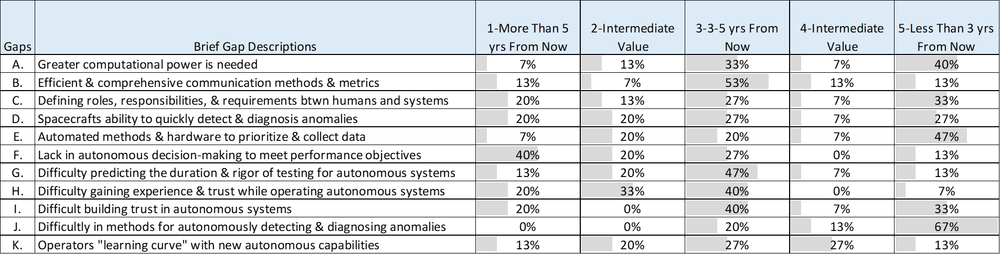 Gaps Brief Gap Descriptions 1-More Than 5 yrs From Now 2-Intermediate Value 3-3-5 yrs From Now 4-Intermediate Value 5-Less Than 3 yrs From Now
A. Greater computational power is needed 7% 13% 33% 7% 40%
B. Efficient & comprehensive communication methods & metrics 13% 7% 53% 13% 13%
C. Defining roles, responsibilities, & requirements btwn humans and systems 20% 13% 27% 7% 33%
D. Spacecrafts ability to quickly detect & diagnosis anomalies 20% 20% 27% 7% 27%
E. Automated methods & hardware to prioritize & collect data 7% 20% 20% 7% 47%
F. Lack in autonomous decision-making to meet performance objectives 40% 20% 27% 0% 13%
G. Difficulty predicting the duration & rigor of testing for autonomous systems 13% 20% 47% 7% 13%
H. Difficulty gaining experience & trust while operating autonomous systems 20% 33% 40% 0% 7%
I. Difficult building trust in autonomous systems 20% 0% 40% 7% 33%
J. Difficultly in methods for autonomously detecting & diagnosing anomalies 0% 0% 20% 13% 67%
K. Operators "learning curve" with new autonomous capabilities 13% 20% 27% 27% 13%